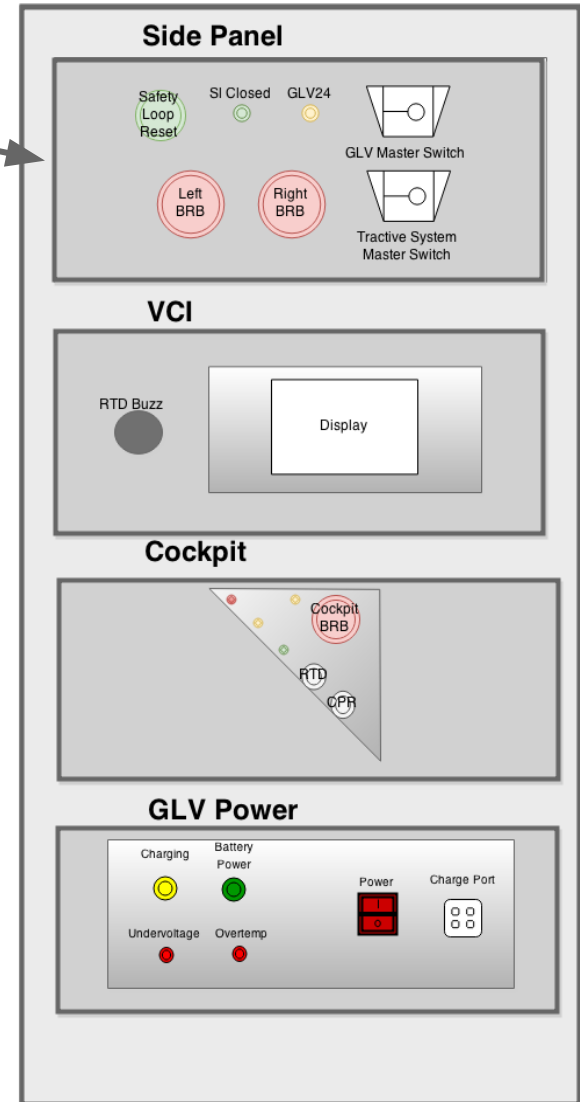 Side Panel
Safety
Loop
Reset
SI Closed
GLV24
GLV Master Switch
Left
BRB
Right
BRB
Tractive System
Master Switch
VCI
RTD Buzz
Display
Cockpit
Cockpit
BRB
RTD
CPR
GLV Power
Charging
Battery
Power
Power
I
O
Charge Port
Undervoltage
Overtemp